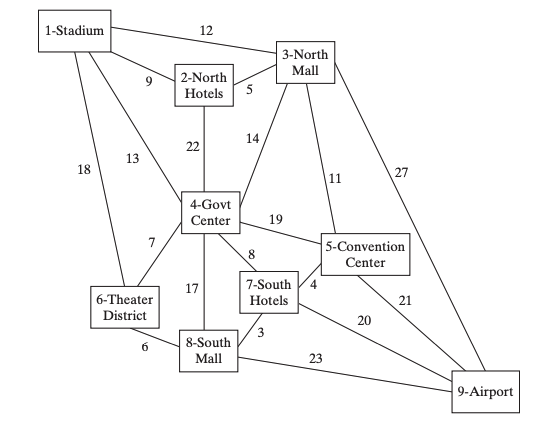 12
1-Stadium
3-North
Mall
9
2-North
Hotels
5
14
22
13
27
18
11
4-Govt
Center
19
5-Convention
Center
7
8
7-South
Hotels
4
17
6-Theater
District
21
20
3
6
8-South
Mall
23
9-Airport